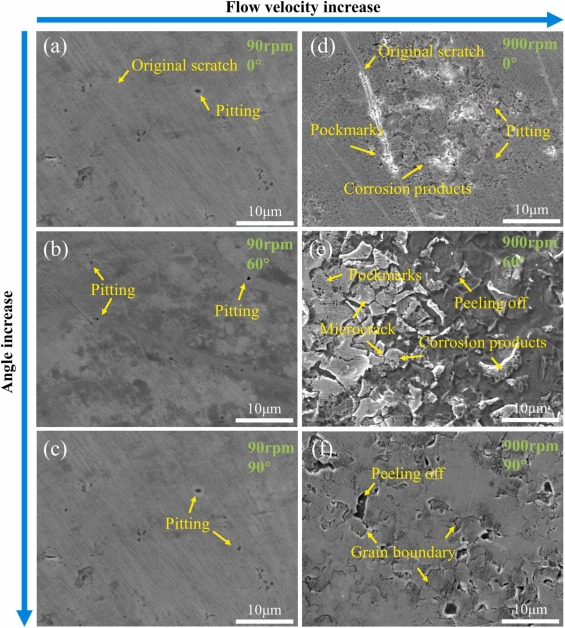 Flow velocity increase
Angle increase
(a)
90rpm
0°
Original scratch
Pitting
10μm
(d)
900rpm
0°
Original scratch
Pockmarks
Pitting
Corrosion products
10μm
(b)
90rpm
60°
Pitting
Pitting
10μm
(e)
900rpm
60°
Pockmarks
Peeling off
Microcrack
Corrosion products
10μm
(c)
90rpm
90°
Pitting
10μm
(f)
900rpm
90°
Peeling off
Grain boundary
10μm